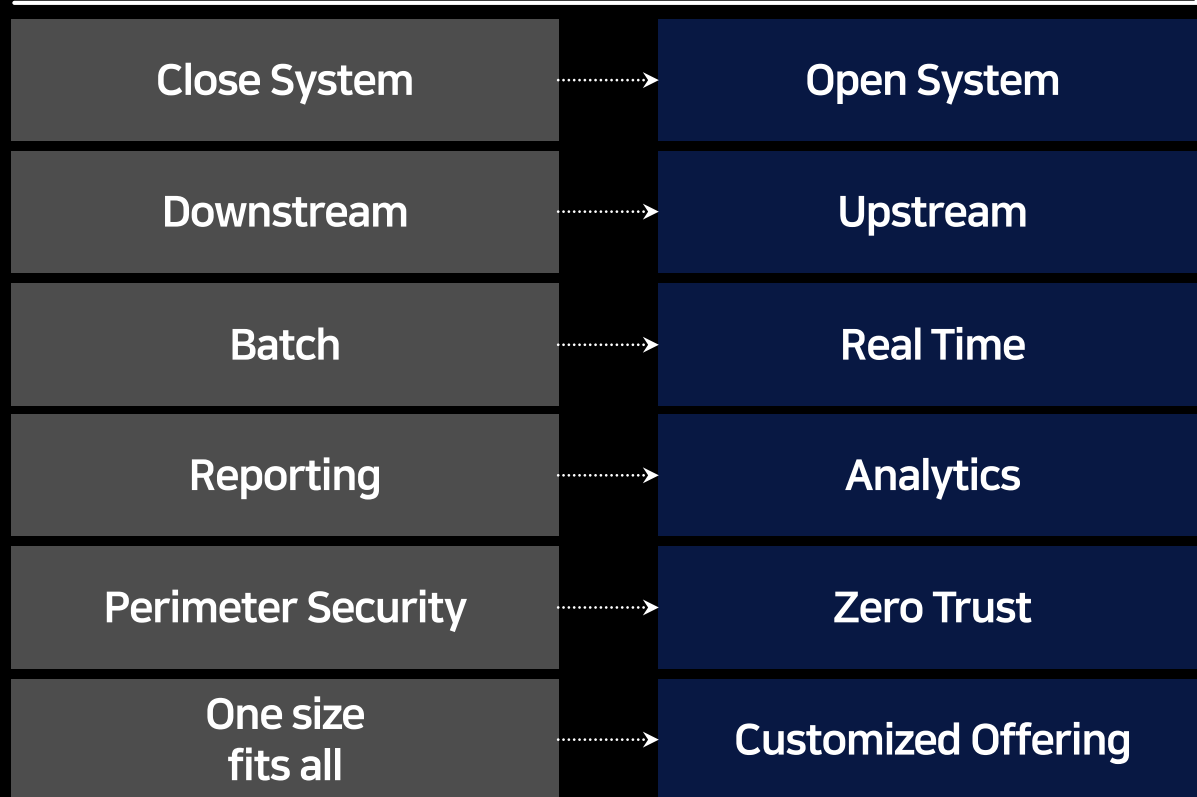 Close System
Open System
Downstream
Upstream
Batch
Real Time
Reporting
Analytics
Perimeter Security
Zero Trust
One size
fits all
Customized Offering